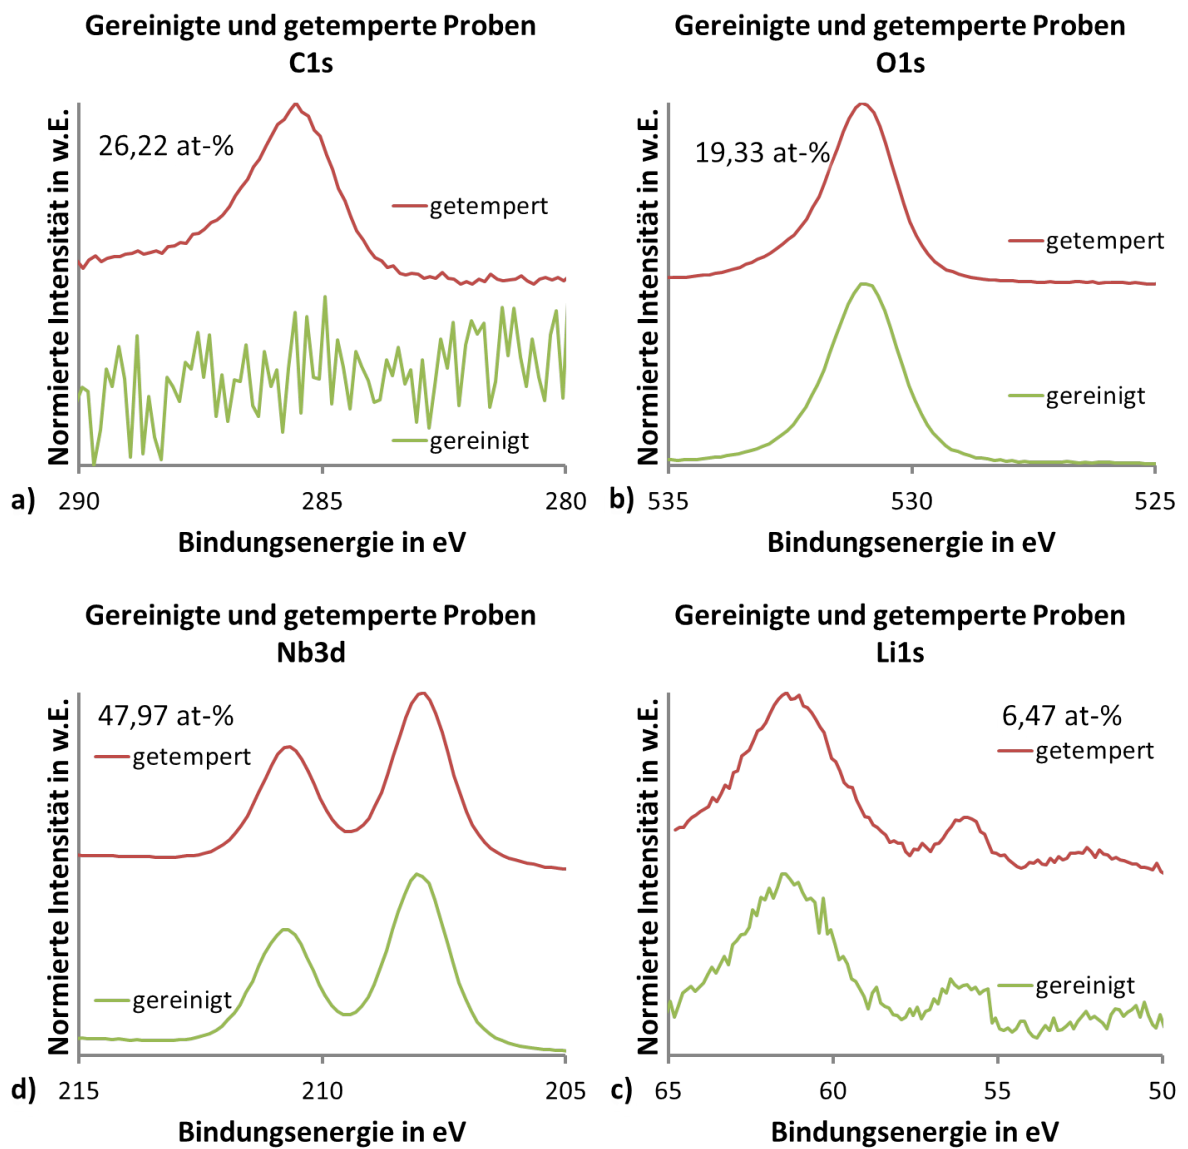 Gereinigte und getemperte Proben
C1s
Normierte Intensität in w.E.
26,22 at-%
getempert
gereinigt
a)
290
285
280
Bindungsenergie in eV
Gereinigte und getemperte Proben
O1s
Normierte Intensität in w.E.
19,33 at-%
getempert
gereinigt
b)
535
530
525
Bindungsenergie in eV
Gereinigte und getemperte Proben
Nb3d
Normierte Intensität in w.E.
47,97 at-%
getempert
gereinigt
d)
215
210
205
Bindungsenergie in eV
Gereinigte und getemperte Proben
Li1s
Normierte Intensität in w.E.
6,47 at-%
getempert
gereinigt
c)
65
60
55
50
Bindungsenergie in eV